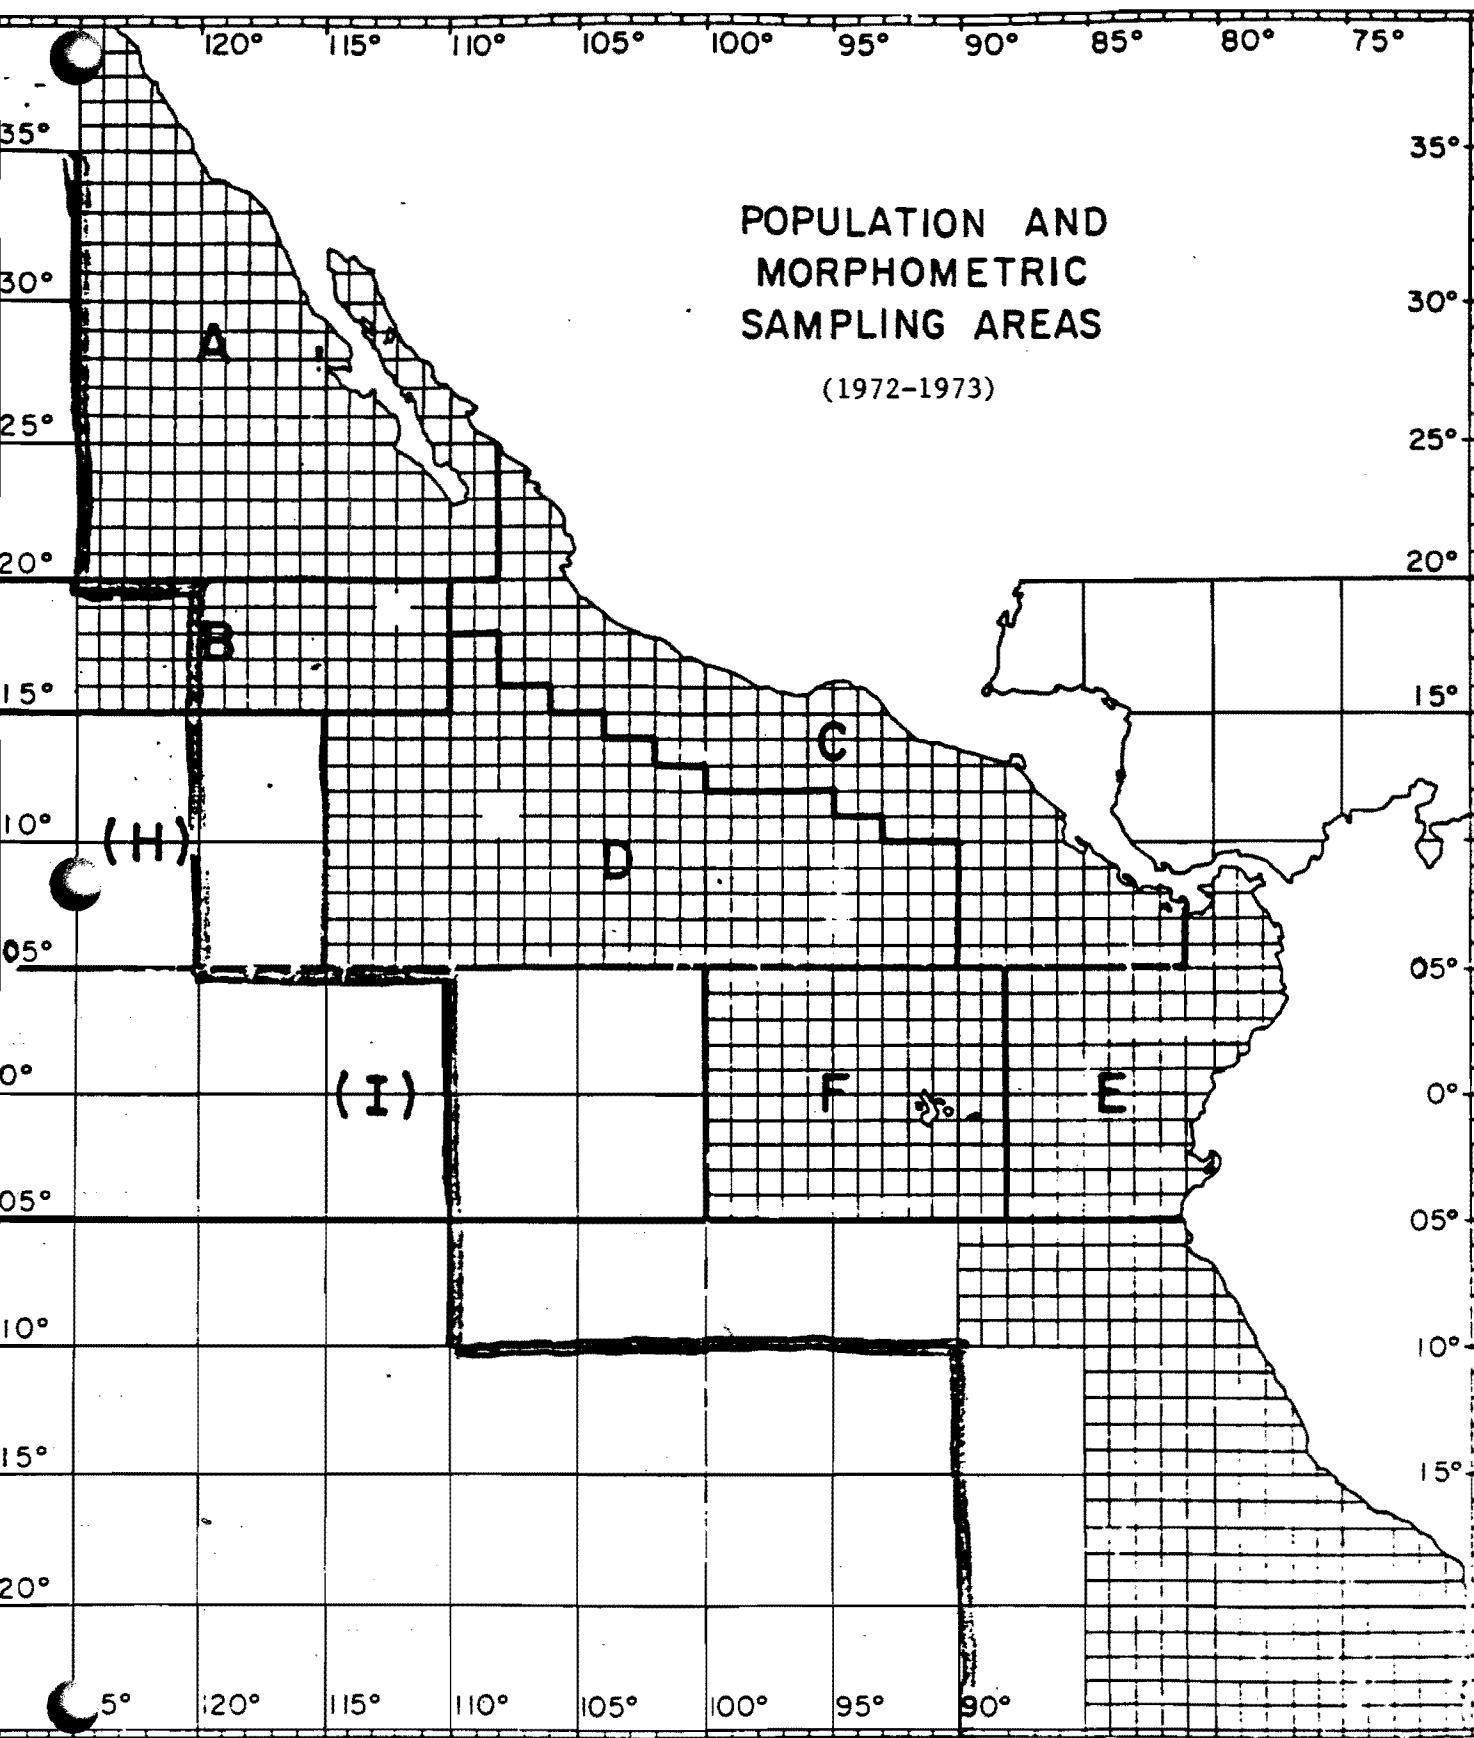 120° 115° 110° 105° 100° 95° 90° 85° 80° 75°
35° 35°
POPULATION AND
MORPHOMETRIC
SAMPLING AREAS
(1972-1973)
30° 30°
A
25° 25°
20° 20°
B
15° 15°
C
10° (H)
D
05° 05°
0° (I) F E 0°
05° 05°
10° 10°
15° 15°
20°
5° 120° 115° 110° 105° 100° 95° 90°